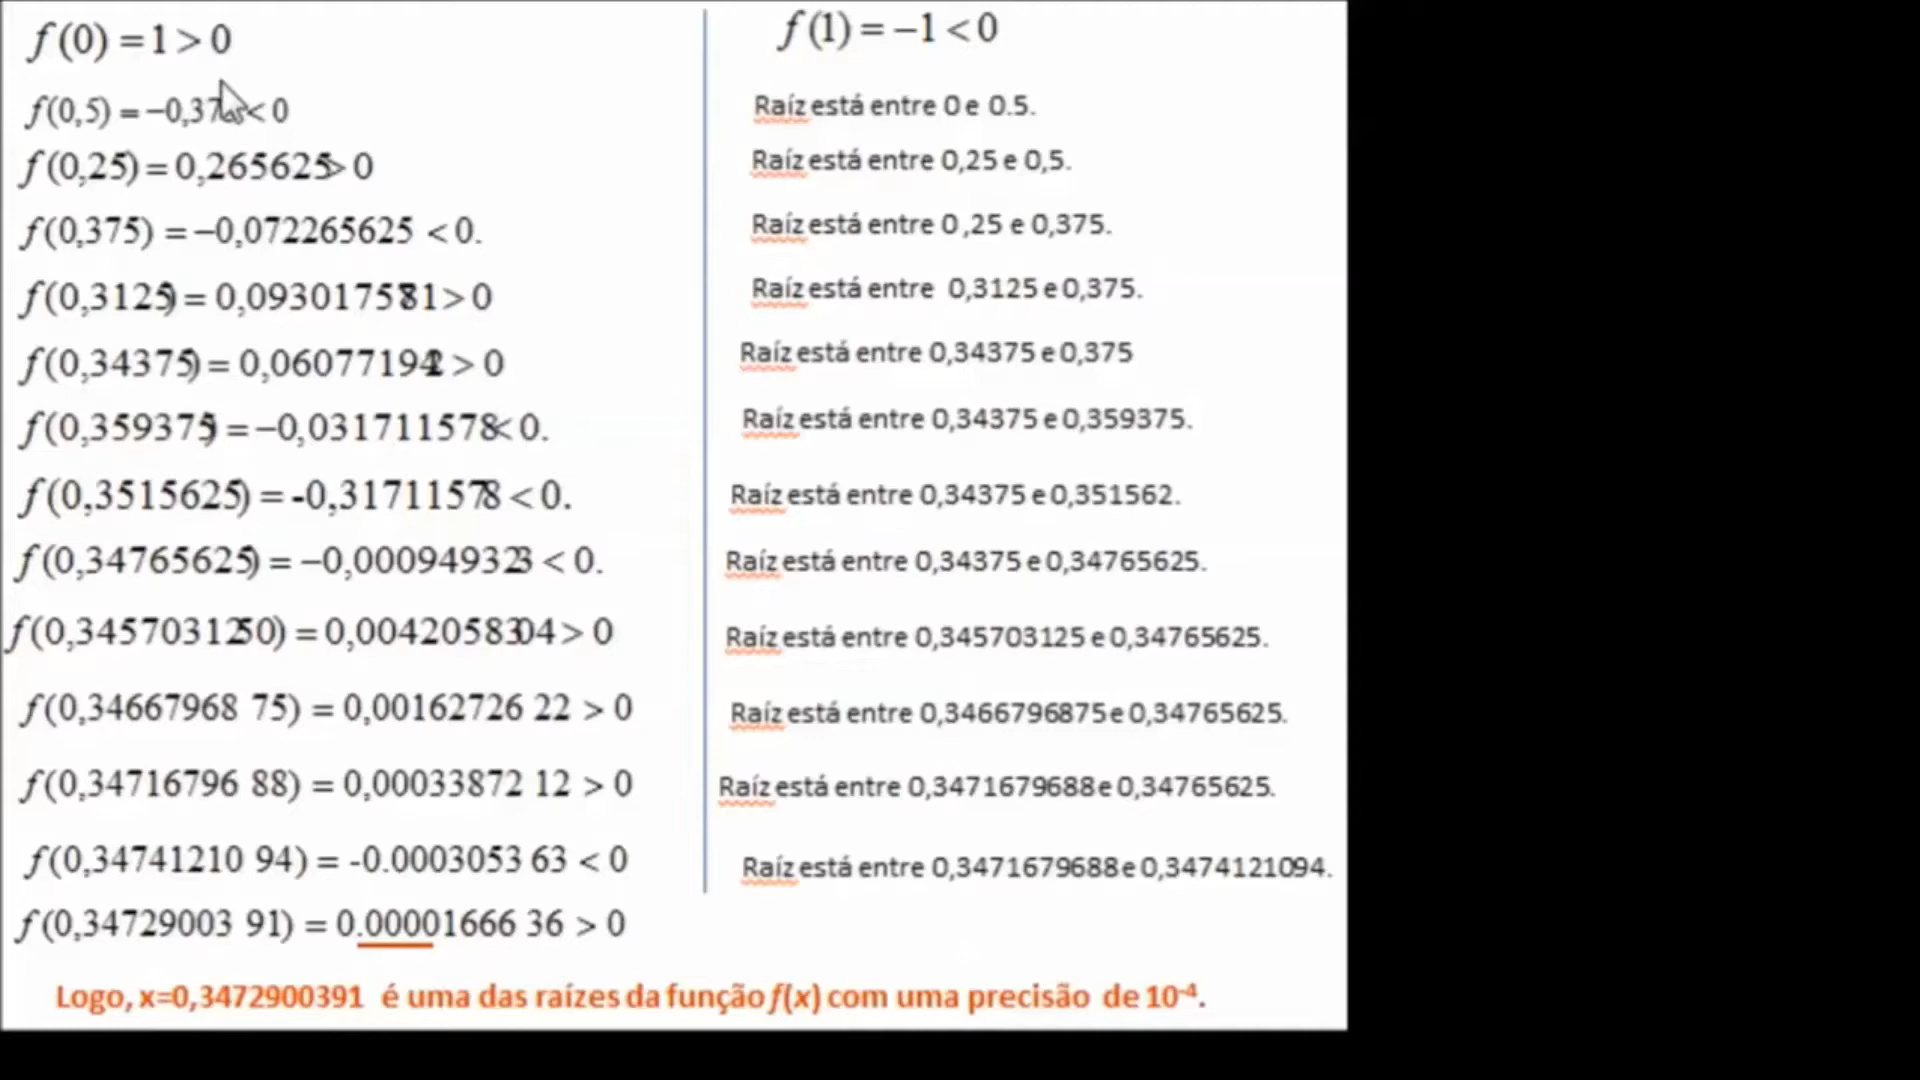 f(0) = 1 > 0
f(1) = −1 < 0
f(0,5) = −0,37 < 0
Raíz está entre 0 e 0.5.
f(0,25) = 0,265625 > 0
Raíz está entre 0,25 e 0,5.
f(0,375) = −0,072265625 < 0.
Raíz está entre 0 ,25 e 0,375.
f(0,3125) = 0,0930175781 > 0
Raíz está entre 0,3125 e 0,375.
f(0,34375) = > 0
Raíz está entre 0,34375 e 0,375
f(0,359375) = −0,031711578 < 0.
Raíz está entre 0,34375 e 0,359375.
f(0,3515625) = -0,31711578 < 0.
Raíz está entre 0,34375 e 0,351562.
f(0,34765625) = −0,000949323 < 0.
Raíz está entre 0,34375 e 0,34765625.
f(0,3457031250) = 0,0042058304 > 0
Raíz está entre 0,345703125 e 0,34765625.
f(0,34667968 75) = 0,00162726 22 > 0
Raíz está entre 0,3466796875 e 0,34765625.
f(0,34716796 88) = 0,00033872 12 > 0
Raíz está entre 0,3471679688 e 0,34765625.
f(0,34741210 94) = -0.0003053 63 < 0
Raíz está entre 0,3471679688 e 0,3474121094.
f(0,34729003 91) = 0.00001666 36 > 0
Logo, x=0,3472900391 é uma das raízes da função f(x) com uma precisão de 10⁻⁴.